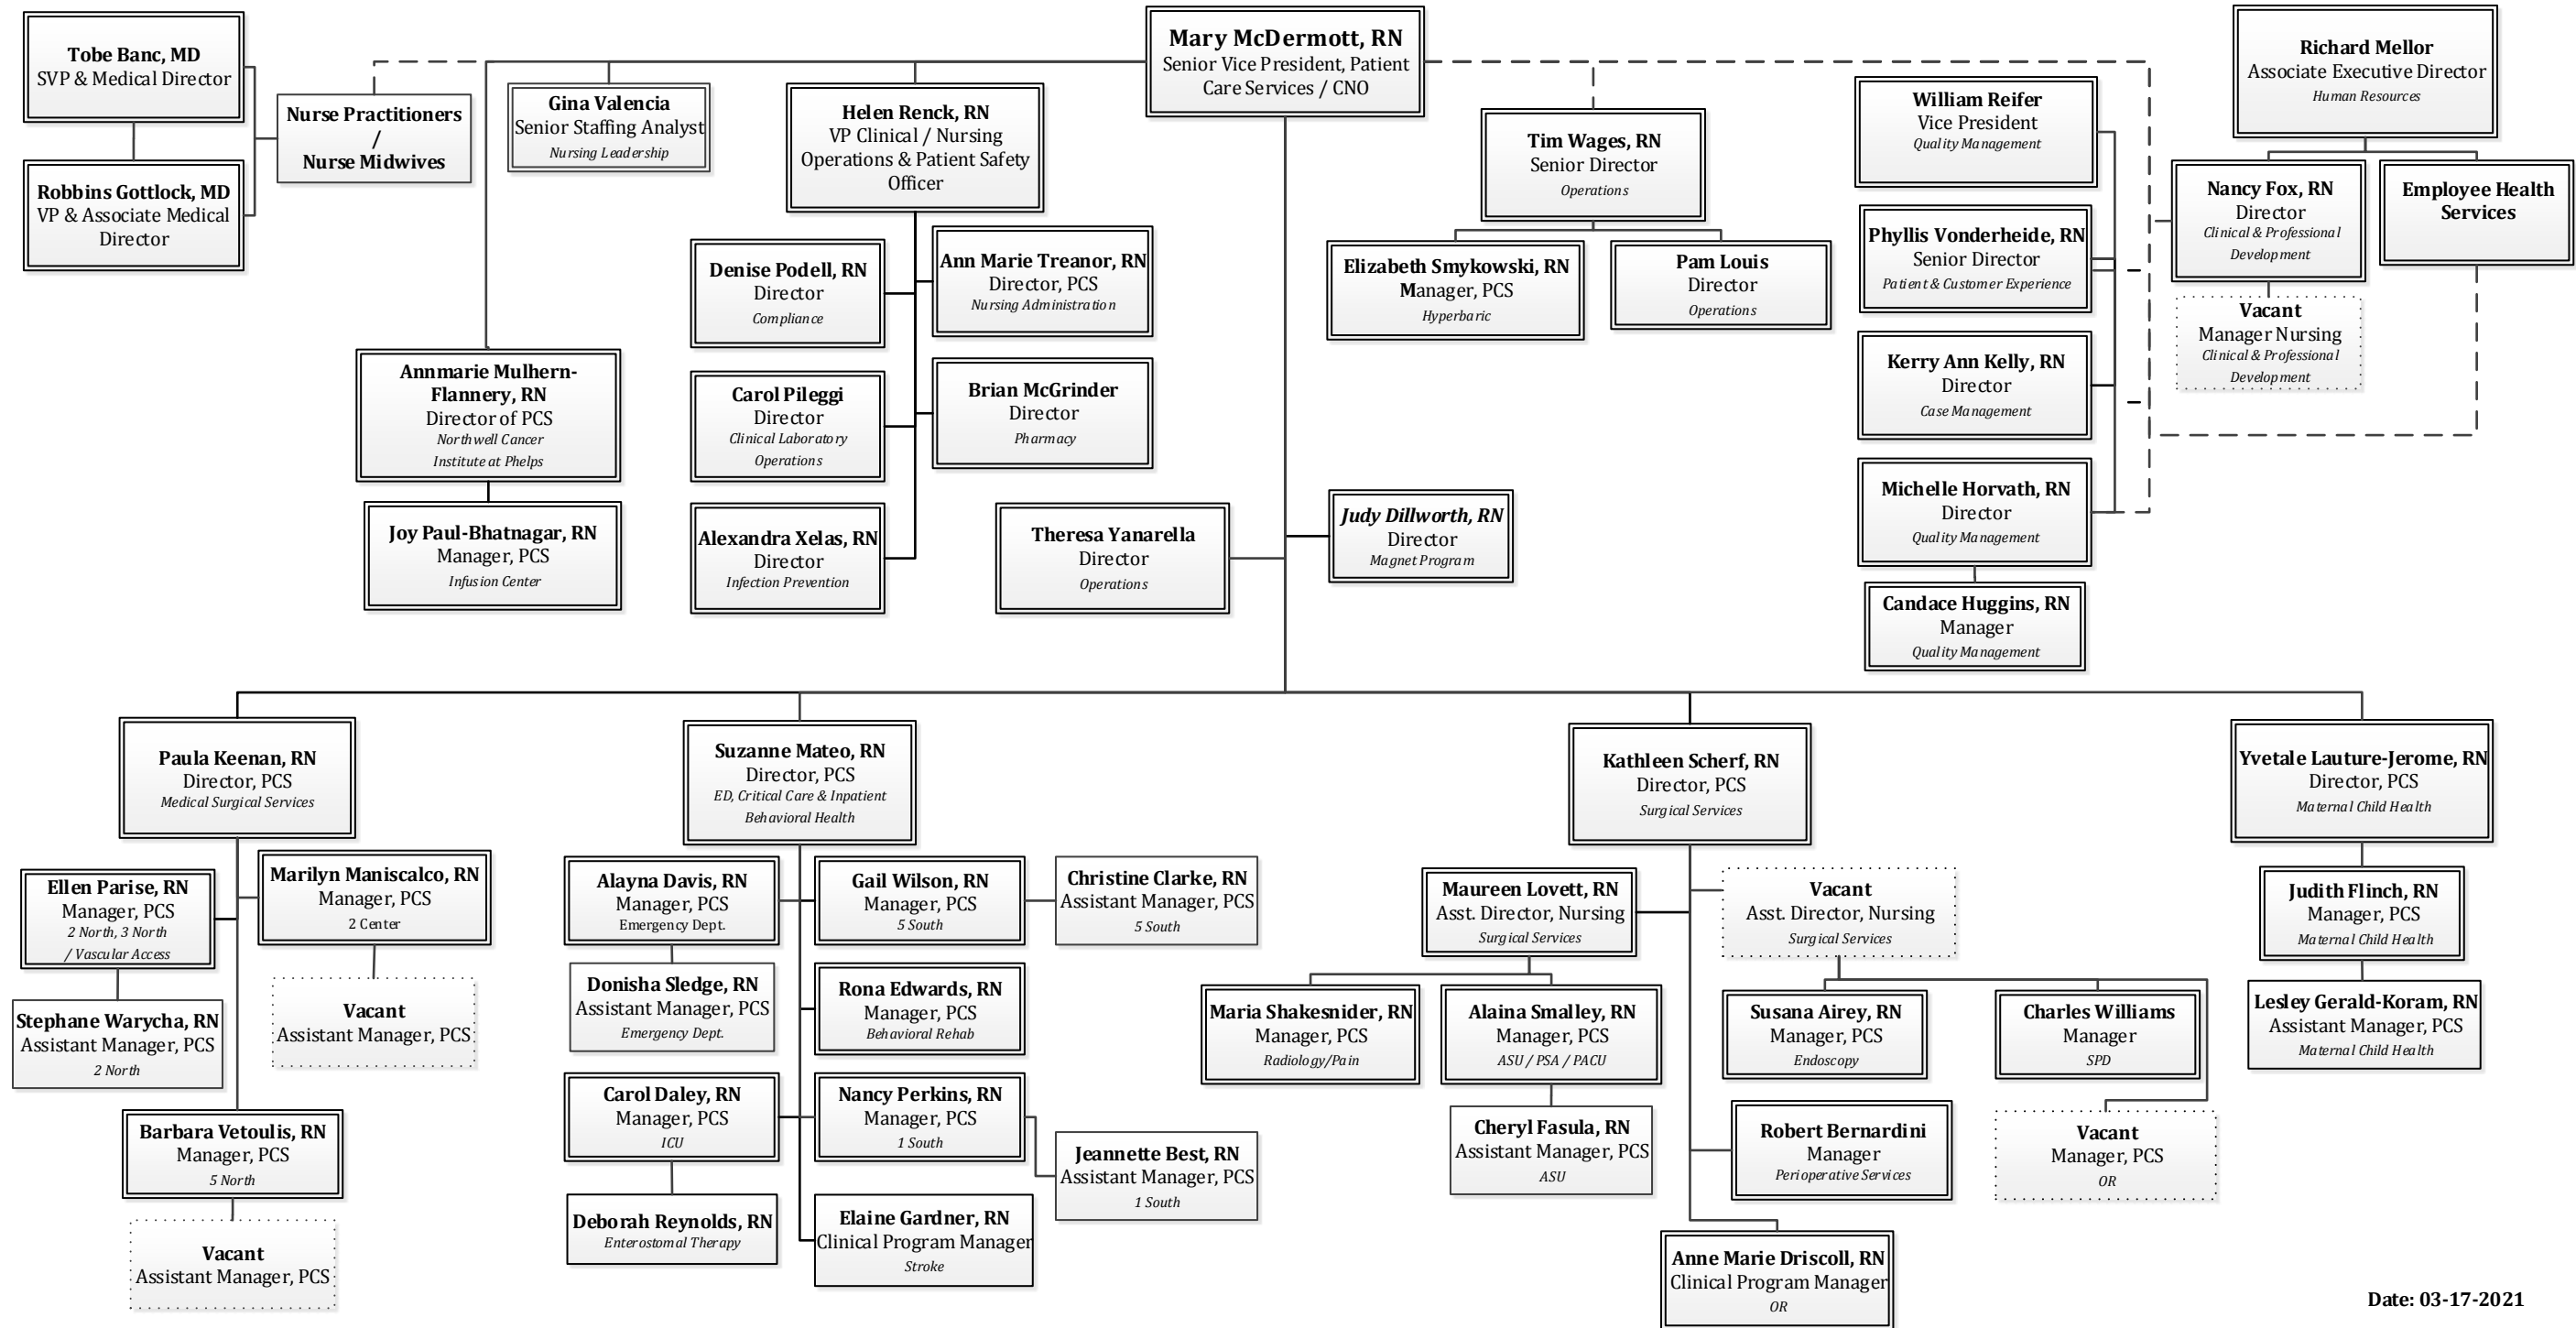 Tobe Banc, MD
SVP & Medical Director
Robbins Gottlock, MD
VP & Associate Medical
Director
Nurse Practitioners
/
Nurse Midwives
Gina Valencia
Senior Staffing Analyst
Nursing Leadership
Mary McDermott, RN
Senior Vice President, Patient
Care Services / CNO
Helen Renck, RN
VP Clinical / Nursing
Operations & Patient Safety
Officer
Denise Podell, RN
Director
Compliance
Ann Marie Treanor, RN
Director, PCS
Nursing Administration
Carol Pileggi
Director
Clinical Laboratory
Operations
Brian McGrinder
Director
Pharmacy
Alexandra Xelas, RN
Director
Infection Prevention
Annmarie Mulhern-
Flannery, RN
Director of PCS
Northwell Cancer
Institute at Phelps
Joy Paul-Bhatnagar, RN
Manager, PCS
Infusion Center
Theresa Yanarella
Director
Operations
Judy Dillworth, RN
Director
Magnet Program
Tim Wages, RN
Senior Director
Operations
Elizabeth Smykowski, RN
Manager, PCS
Hyperbaric
Pam Louis
Director
Operations
William Reifer
Vice President
Quality Management
Phyllis Vonderheide, RN
Senior Director
Patient & Customer Experience
Kerry Ann Kelly, RN
Director
Case Management
Michelle Horvath, RN
Director
Quality Management
Candace Huggins, RN
Manager
Quality Management
Richard Mellor
Associate Executive Director
Human Resources
Nancy Fox, RN
Director
Clinical & Professional
Development
Employee Health
Services
Vacant
Manager Nursing
Clinical & Professional
Development
Paula Keenan, RN
Director, PCS
Medical Surgical Services
Ellen Parise, RN
Manager, PCS
2 North, 3 North
/ Vascular Access
Marilyn Maniscalco, RN
Manager, PCS
2 Center
Stephane Warycha, RN
Assistant Manager, PCS
2 North
Vacant
Assistant Manager, PCS
Barbara Vetoulis, RN
Manager, PCS
5 North
Vacant
Assistant Manager, PCS
Suzanne Mateo, RN
Director, PCS
ED, Critical Care & Inpatient
Behavioral Health
Alayna Davis, RN
Manager, PCS
Emergency Dept.
Gail Wilson, RN
Manager, PCS
5 South
Christine Clarke, RN
Assistant Manager, PCS
5 South
Donisha Sledge, RN
Assistant Manager, PCS
Emergency Dept.
Rona Edwards, RN
Manager, PCS
Behavioral Rehab
Carol Daley, RN
Manager, PCS
ICU
Nancy Perkins, RN
Manager, PCS
1 South
Jeannette Best, RN
Assistant Manager, PCS
1 South
Deborah Reynolds, RN
Enterostomal Therapy
Elaine Gardner, RN
Clinical Program Manager
Stroke
Kathleen Scherf, RN
Director, PCS
Surgical Services
Maureen Lovett, RN
Asst. Director, Nursing
Surgical Services
Vacant
Asst. Director, Nursing
Surgical Services
Maria Shakesnider, RN
Manager, PCS
Radiology/Pain
Alaina Smalley, RN
Manager, PCS
ASU / PSA / PACU
Cheryl Fasula, RN
Assistant Manager, PCS
ASU
Susana Airey, RN
Manager, PCS
Endoscopy
Charles Williams
Manager
SPD
Robert Bernardini
Manager
Perioperative Services
Vacant
Manager, PCS
OR
Anne Marie Driscoll, RN
Clinical Program Manager
OR
Yvetale Lauture-Jerome, RN
Director, PCS
Maternal Child Health
Judith Flinch, RN
Manager, PCS
Maternal Child Health
Lesley Gerald-Koram, RN
Assistant Manager, PCS
Maternal Child Health
Date: 03-17-2021